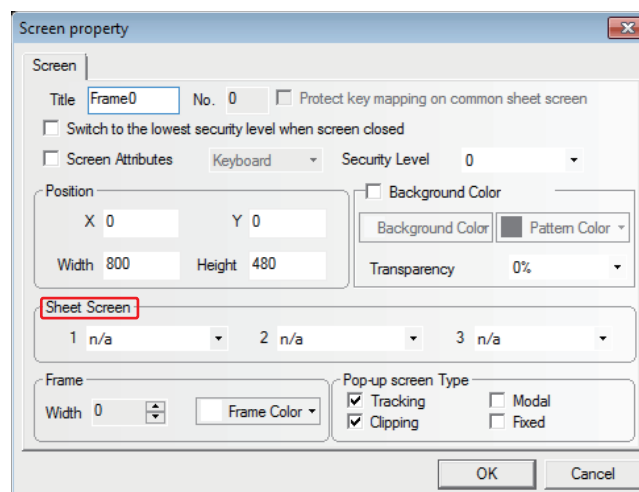 Screen property
Screen
Title Frame0 No. 0 Protect key mapping on common sheet screen
Switch to the lowest security level when screen closed
Screen Attributes Keyboard Security Level 0
Position Background Color
X 0 Y 0 Background Color Pattern Color
Width 800 Height 480 Transparency 0%
Sheet Screen
1 n/a 2 n/a 3 n/a
Frame Pop-up screen Type
Width 0 Frame Color Tracking Modal
Clipping Fixed
OK Cancel